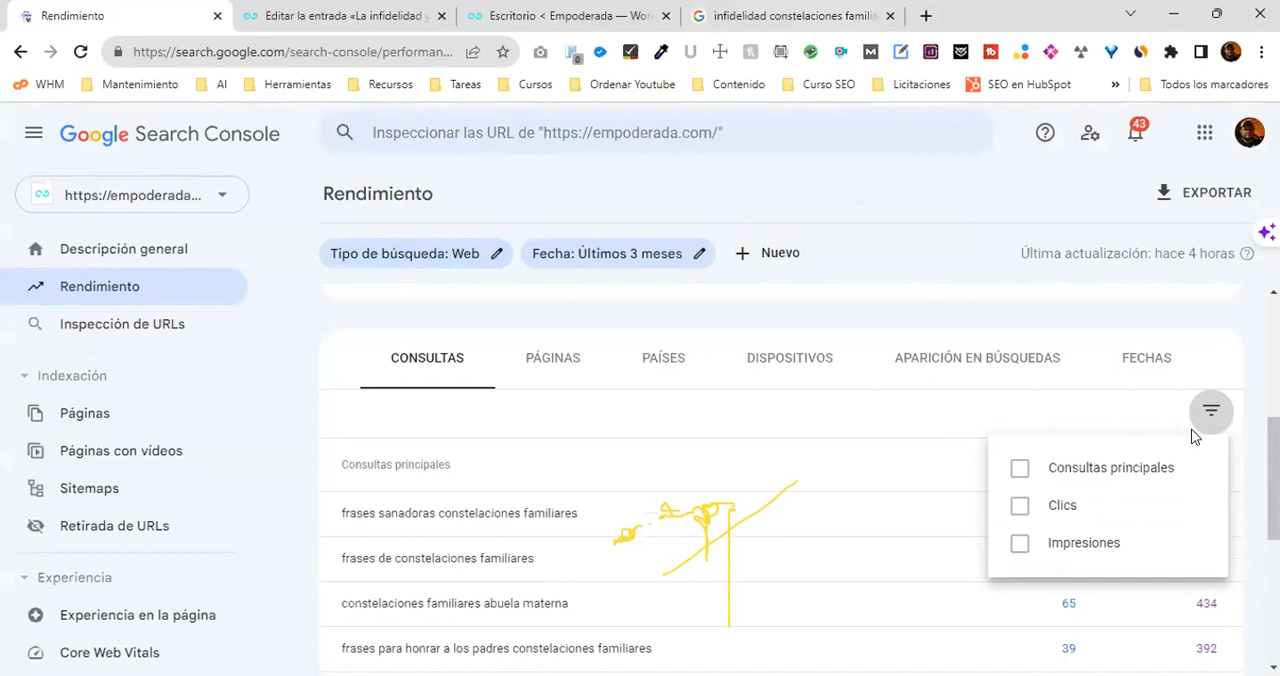 Rendimiento
Editar la entrada «La infidelidad y
Escritorio < Empoderada — Wor
infidelidad constelaciones familia
https://search.google.com/search-console/performan...
WHM
Mantenimiento
AI
Herramientas
Recursos
Tareas
Cursos
Ordenar Youtube
Contenido
Curso SEO
Licitaciones
SEO en HubSpot
»
Todos los marcadores
Google Search Console
Inspeccionar las URL de "https://empoderada.com/"
43
https://empoderada...
Rendimiento
EXPORTAR
Descripción general
Tipo de búsqueda: Web
Fecha: Últimos 3 meses
Nuevo
Última actualización: hace 4 horas
Rendimiento
Inspección de URLs
CONSULTAS
PÁGINAS
PAÍSES
DISPOSITIVOS
APARICIÓN EN BÚSQUEDAS
FECHAS
Indexación
Páginas
Páginas con vídeos
Sitemaps
Retirada de URLs
Experiencia
Experiencia en la página
Core Web Vitals
Consultas principales
Consultas principales
Clics
Impresiones
frases sanadoras constelaciones familiares
frases de constelaciones familiares
constelaciones familiares abuela materna 65 434
frases para honrar a los padres constelaciones familiares 39 392